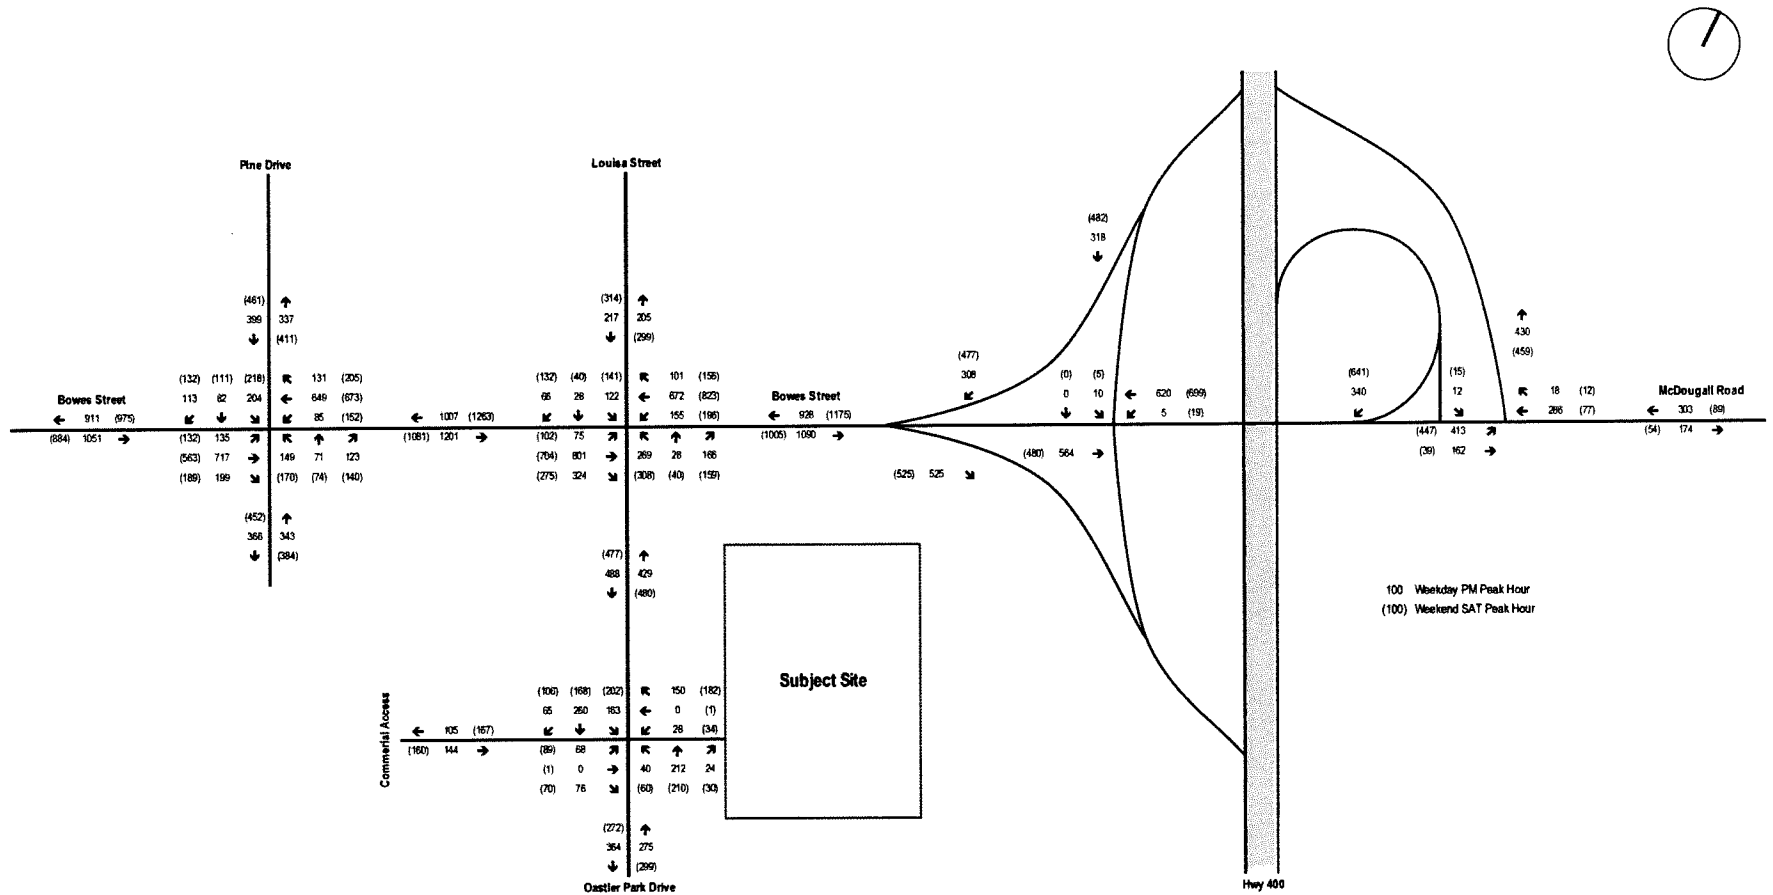 Pine Drive
Louisa Street
(482)
318
(461)
399 337
(411)
(314)
217 205
(299)
430
(459)
(477)
308
(132) (111) (218) 131 (205)
113 82 204 649 (673)
85 (152)
Bowes Street
911 (975)
(884) 1051
(132) 135
(563) 717 149 71 123
(189) 199 (170) (74) (140)
1007 (1263)
(1081) 1201
(132) (40) (141) 101 (156)
66 28 122 672 (823)
155 (196)
(102) 75
(704) 801 269 28 166
(275) 324 (308) (40) (159)
Bowes Street
928 (1175)
(1005) 1090
(0) (5)
0 10 620 (699)
5 (19)
(480) 564
(525) 525
(641) (15)
340 12
18 (12)
286 (77)
(447) 413
(39) 162
McDougall Road
303 (89)
(54) 174
(452)
366 343
(384)
(477)
488 429
(480)
100 Weekday PM Peak Hour
(100) Weekend SAT Peak Hour
Subject Site
Commerial Access
105 (167)
(160) 144
(106) (168) (202) 150 (182)
65 260 163 0 (1)
28 (34)
(89) 68
(1) 0 40 212 24
(70) 76 (60) (210) (30)
(272)
364 275
(299)
Oastler Park Drive
Hwy 400